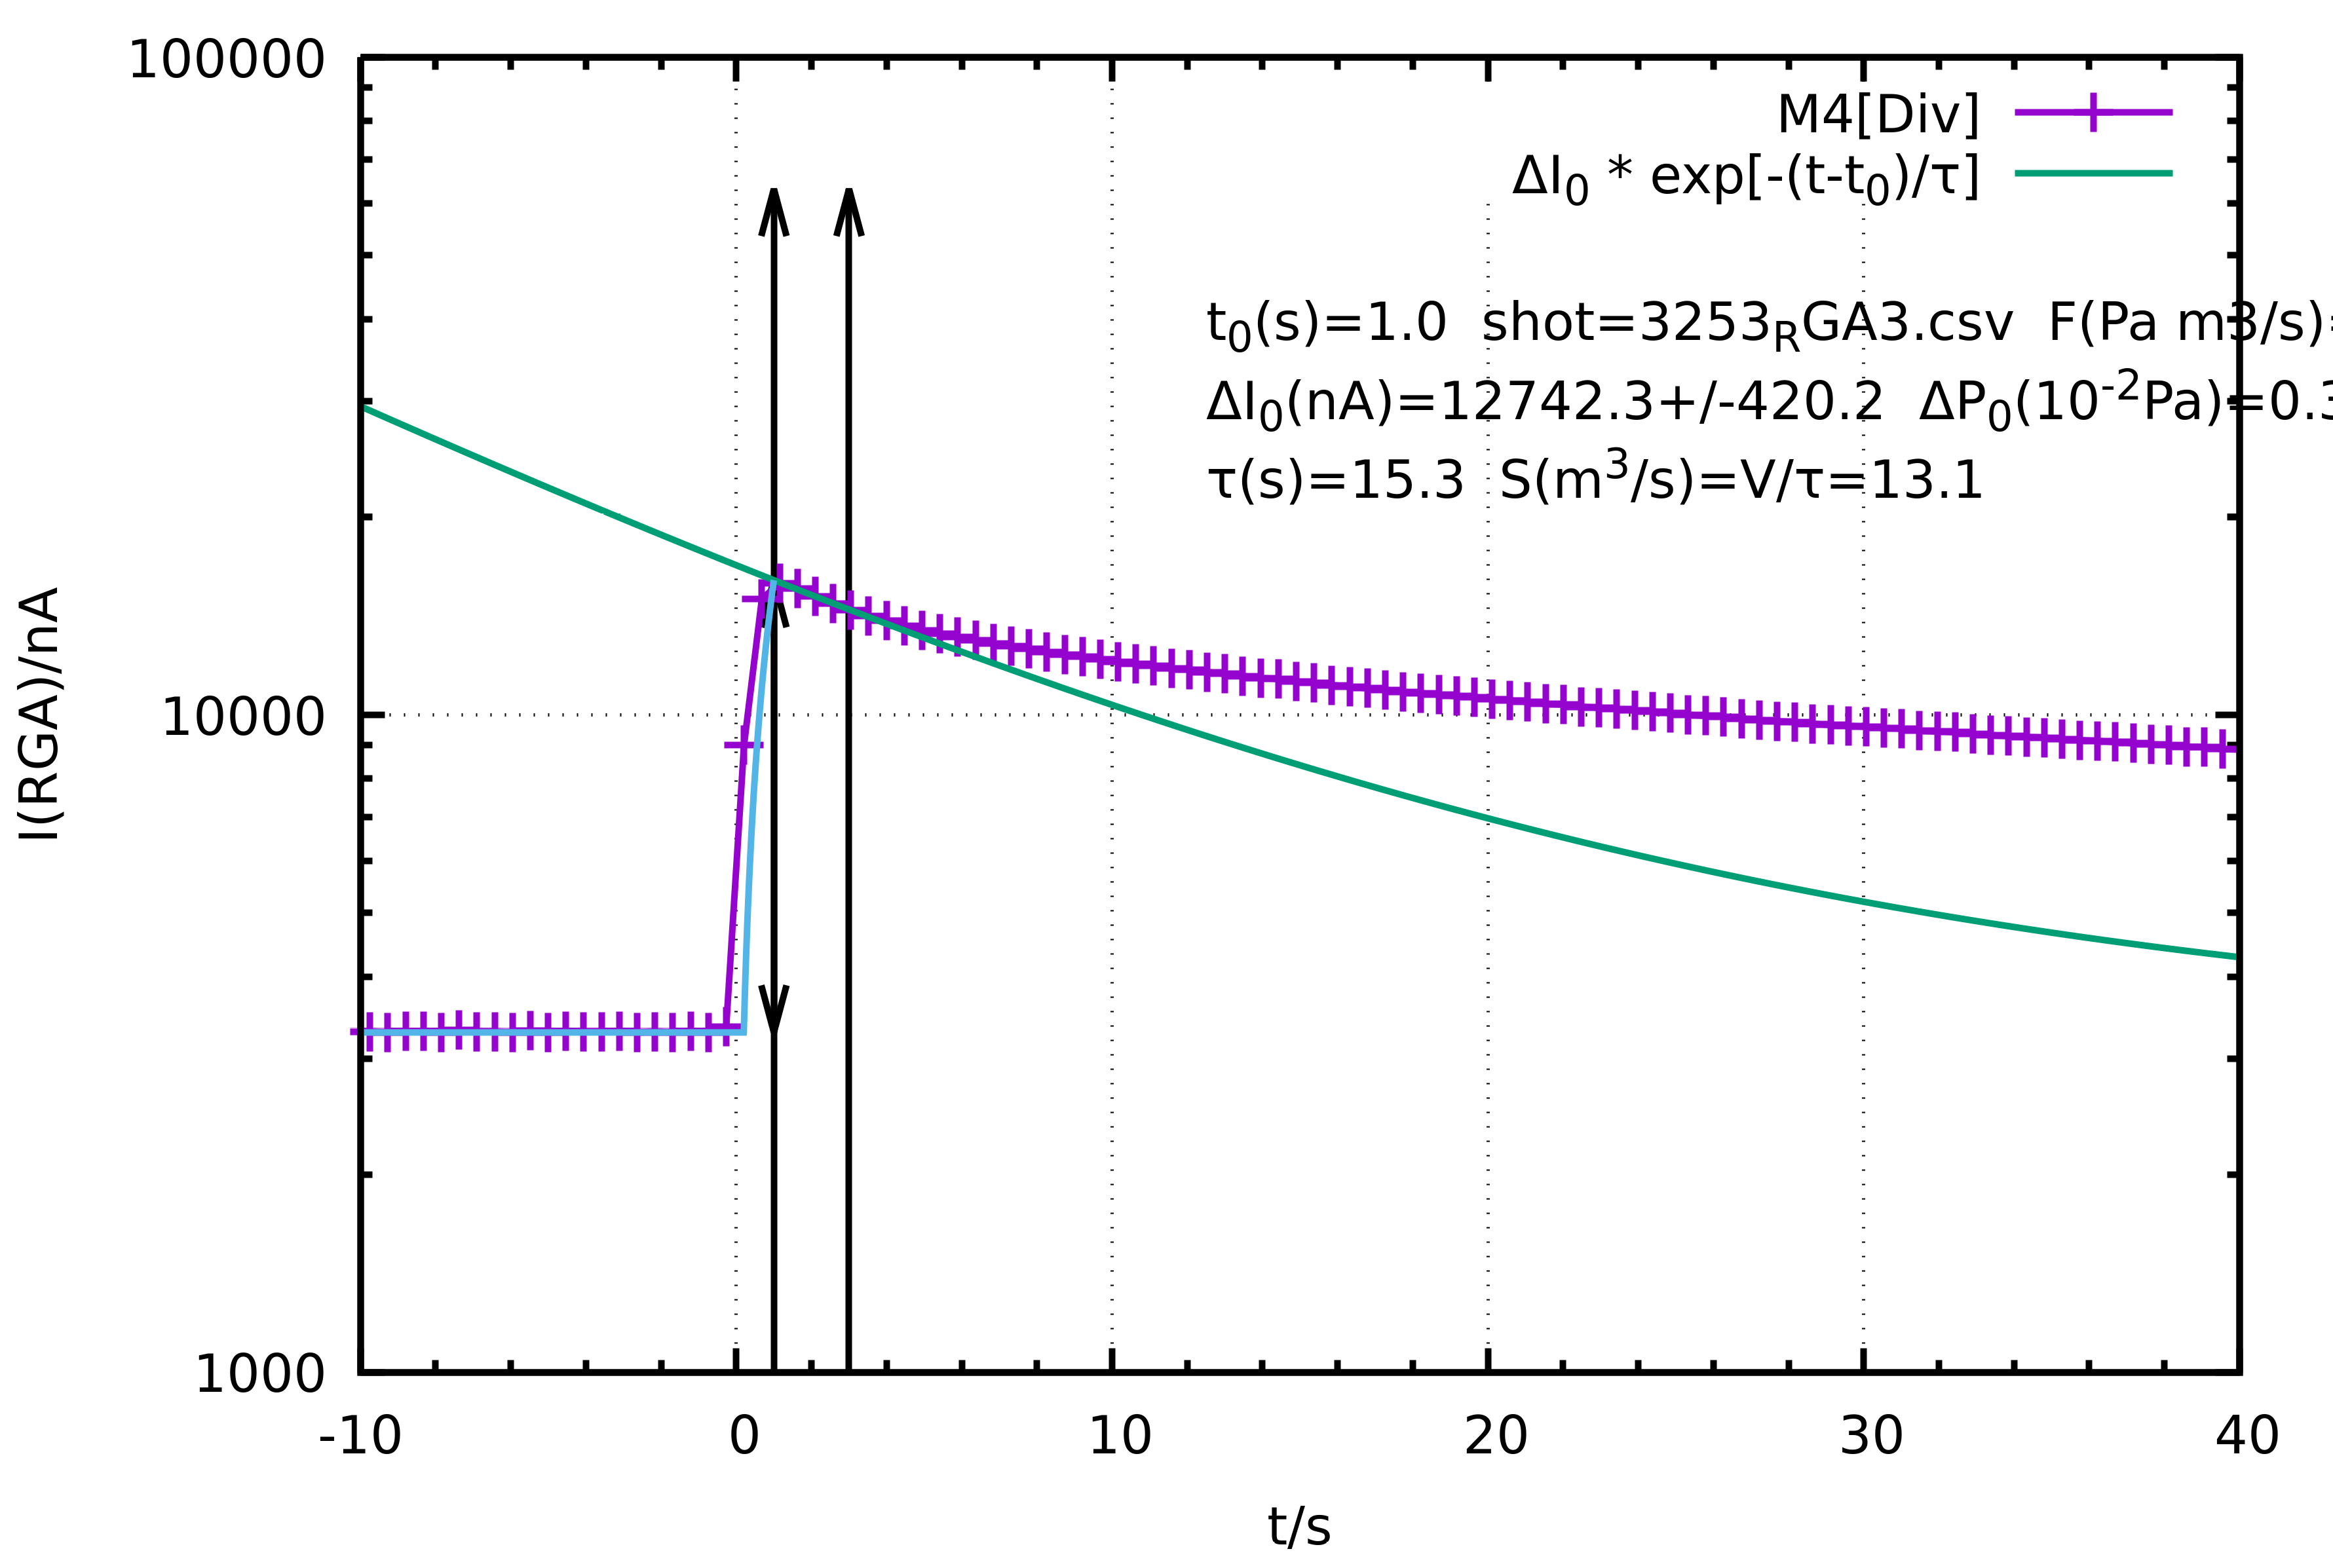 100000
10000
1000
I(RGA)/nA
M4[Div]
ΔI0 * exp[-(t-t0)/τ]
t0(s)=1.0 shot=3253RGA3.csv F(Pa m3/s)=
ΔI0(nA)=12742.3+/-420.2 ΔP0(10-2Pa)=0.3
τ(s)=15.3 S(m3/s)=V/τ=13.1
-10 0 10 20 30 40
t/s